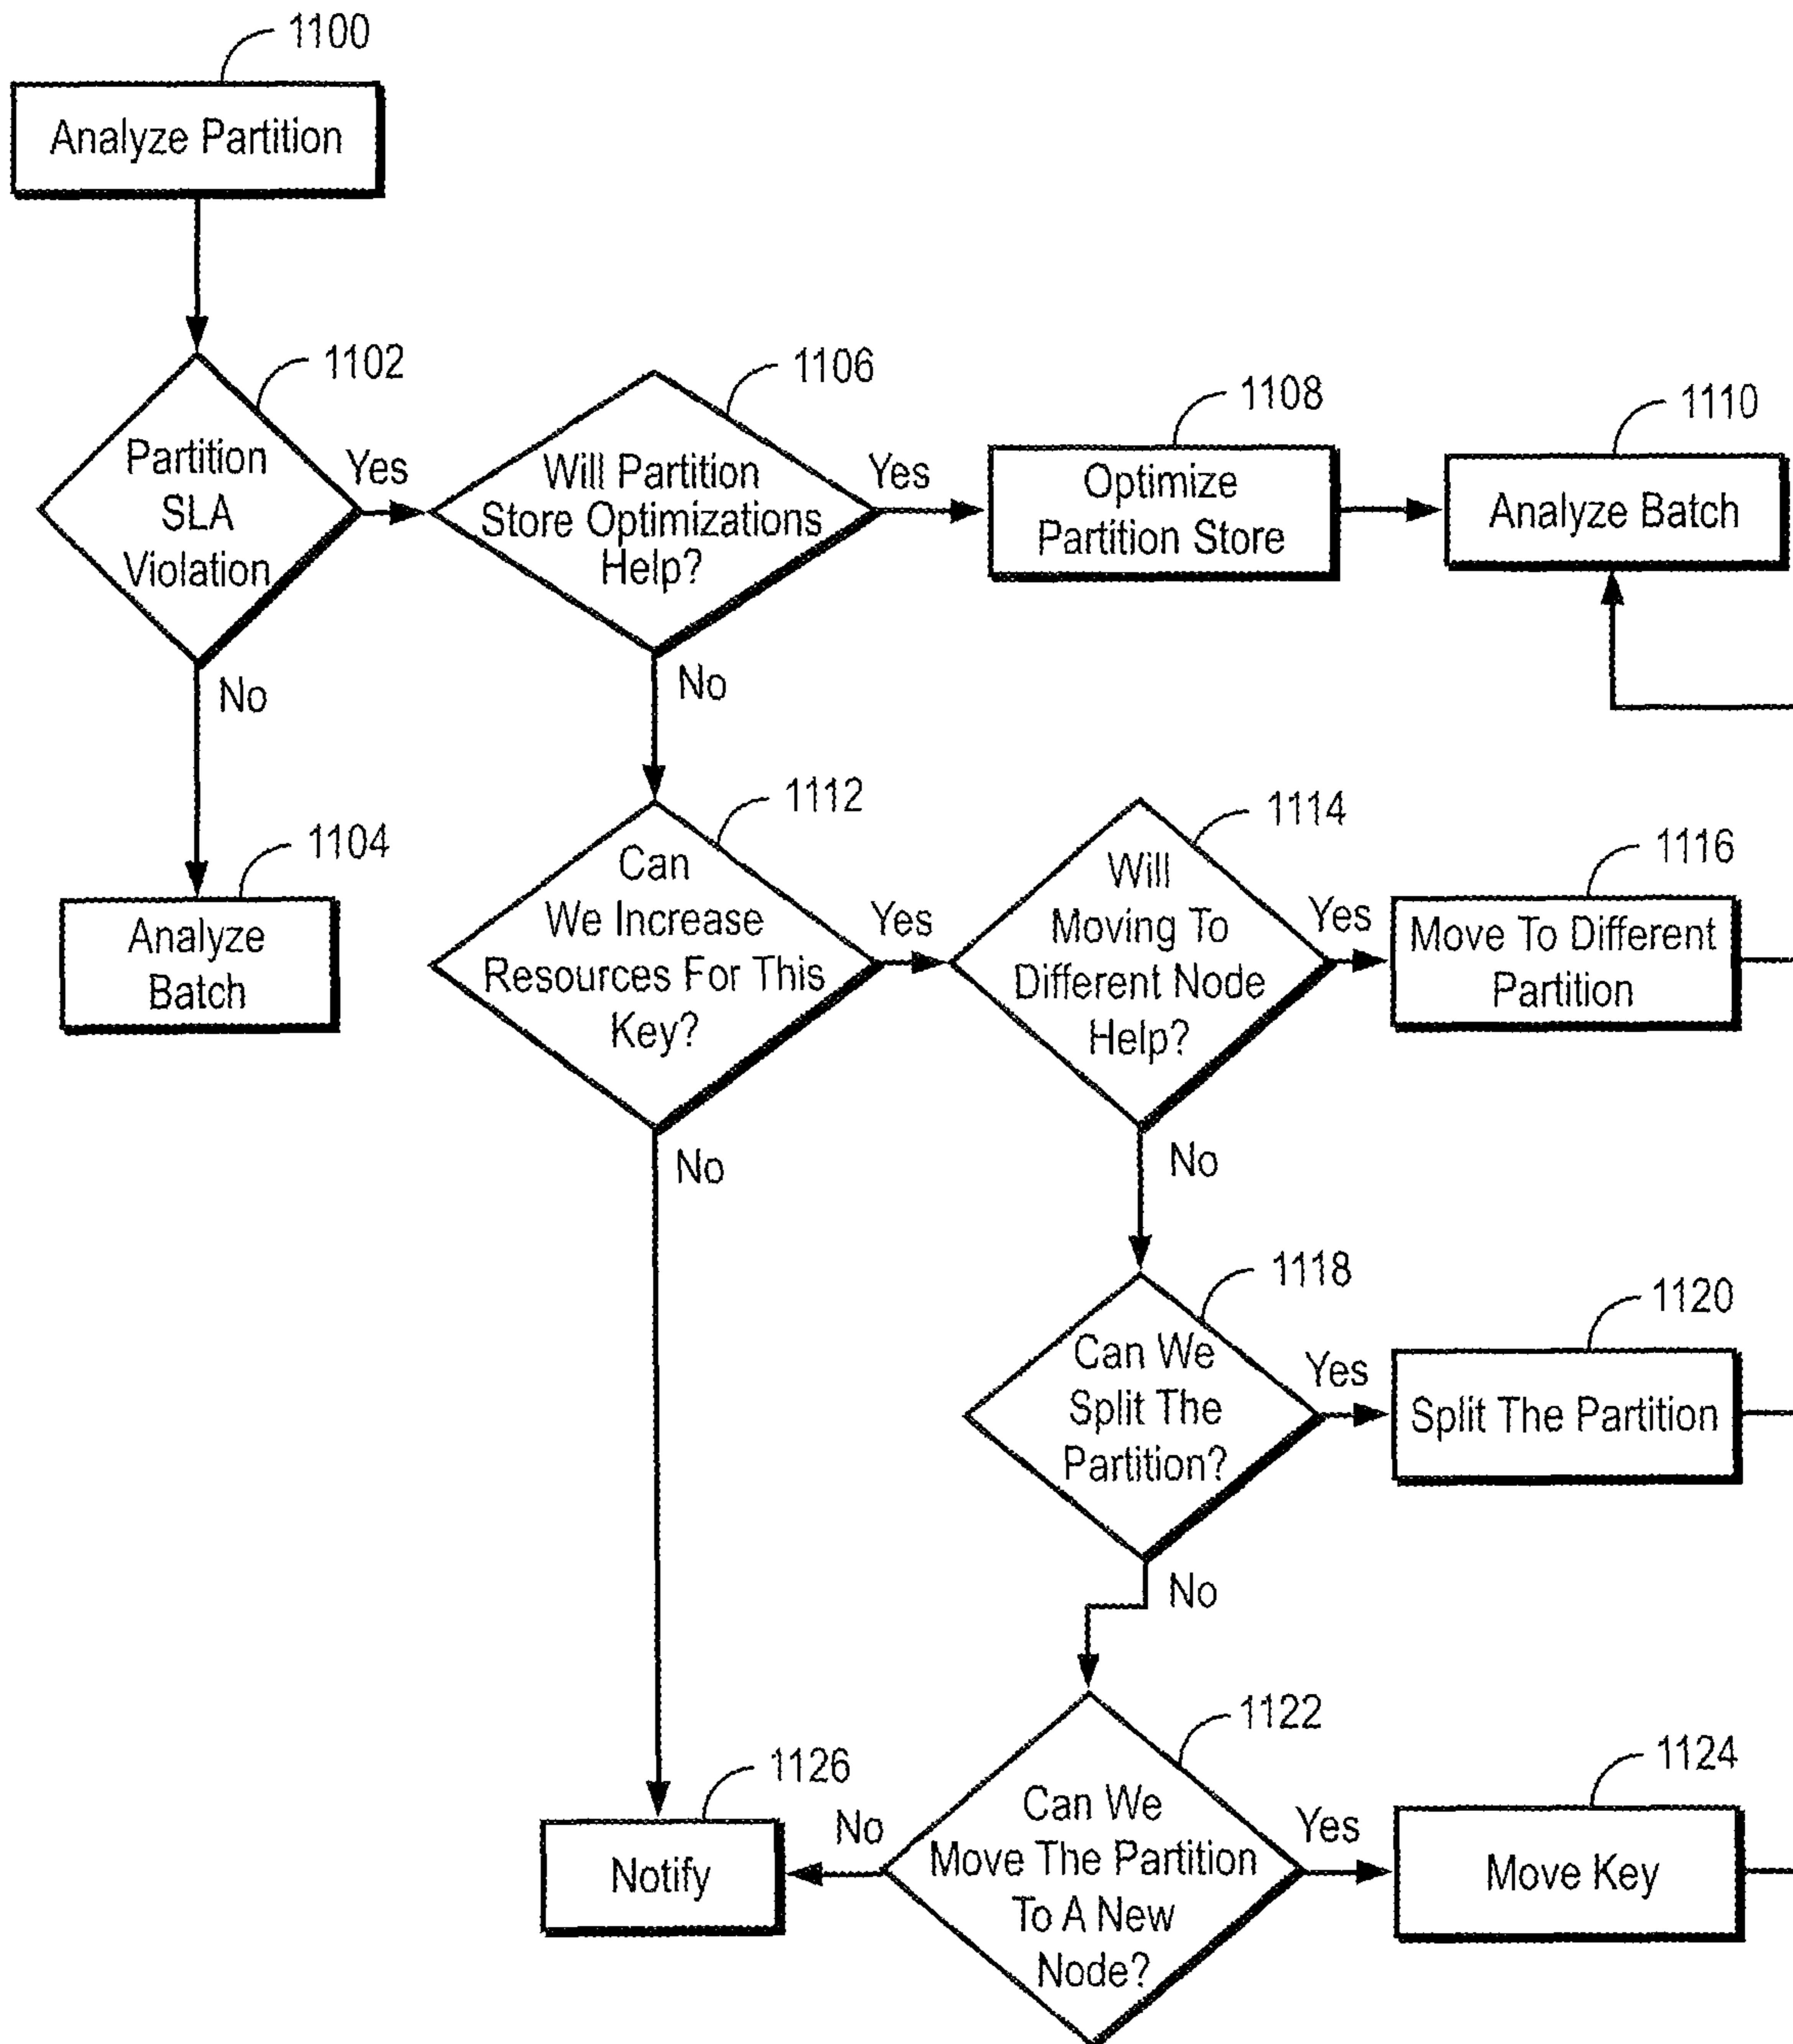 1100
Analyze Partition
1102
Partition
SLA
Violation
Yes
No
1104
Analyze
Batch
1106
Will Partition
Store Optimizations
Help?
Yes
No
1108
Optimize
Partition Store
1110
Analyze Batch
1112
Can
We Increase
Resources For This
Key?
Yes
No
1114
Will
Moving To
Different Node
Help?
Yes
No
1116
Move To Different
Partition
1118
Can We
Split The
Partition?
Yes
No
1120
Split The Partition
1122
Can We
Move The Partition
To A New
Node?
Yes
No
1124
Move Key
1126
Notify